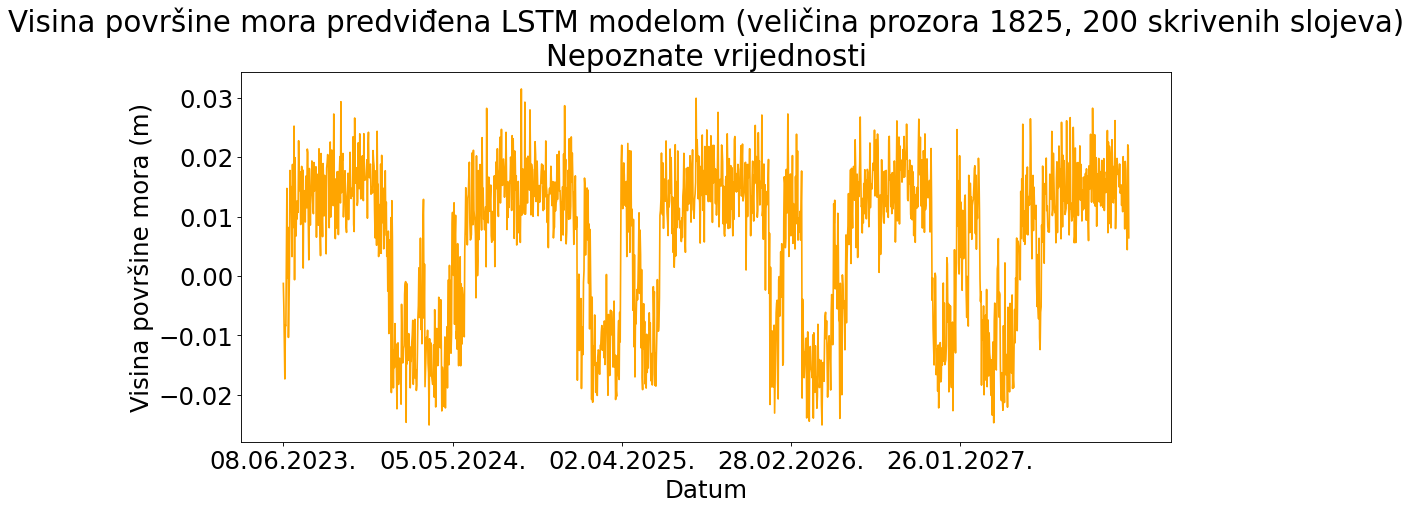 Visina površine mora predviđena LSTM modelom (veličina prozora 1825, 200 skrivenih slojeva)
Nepoznate vrijednosti
Visina površine mora (m)
0.03
0.02
0.01
0.00
−0.01
−0.02
08.06.2023. 05.05.2024. 02.04.2025. 28.02.2026. 26.01.2027.
Datum